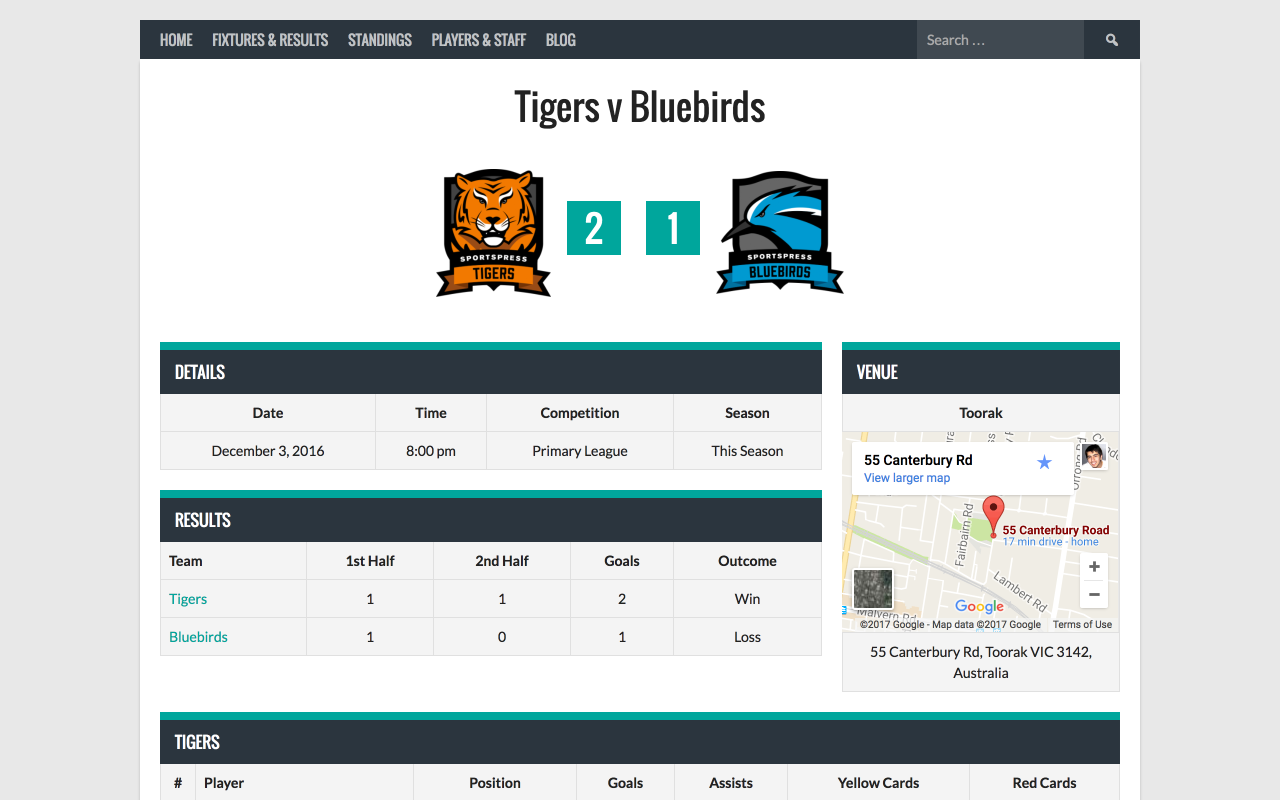 HOME FIXTURES & RESULTS STANDINGS PLAYERS & STAFF BLOG Search …
Tigers v Bluebirds
SPORTSPRESS
TIGERS
2 1
SPORTSPRESS
BLUEBIRDS
DETAILS
Date Time Competition Season
December 3, 2016 8:00 pm Primary League This Season
RESULTS
Team 1st Half 2nd Half Goals Outcome
Tigers 1 1 2 Win
Bluebirds 1 0 1 Loss
VENUE
Toorak
55 Canterbury Rd
View larger map
Orrong Rd
Fairbairn Rd
55 Canterbury Road
17 min drive - home
+
−
Lambert Rd
Malvern Rd
Google
©2017 Google - Map data ©2017 Google Terms of Use
55 Canterbury Rd, Toorak VIC 3142,
Australia
TIGERS
# Player Position Goals Assists Yellow Cards Red Cards